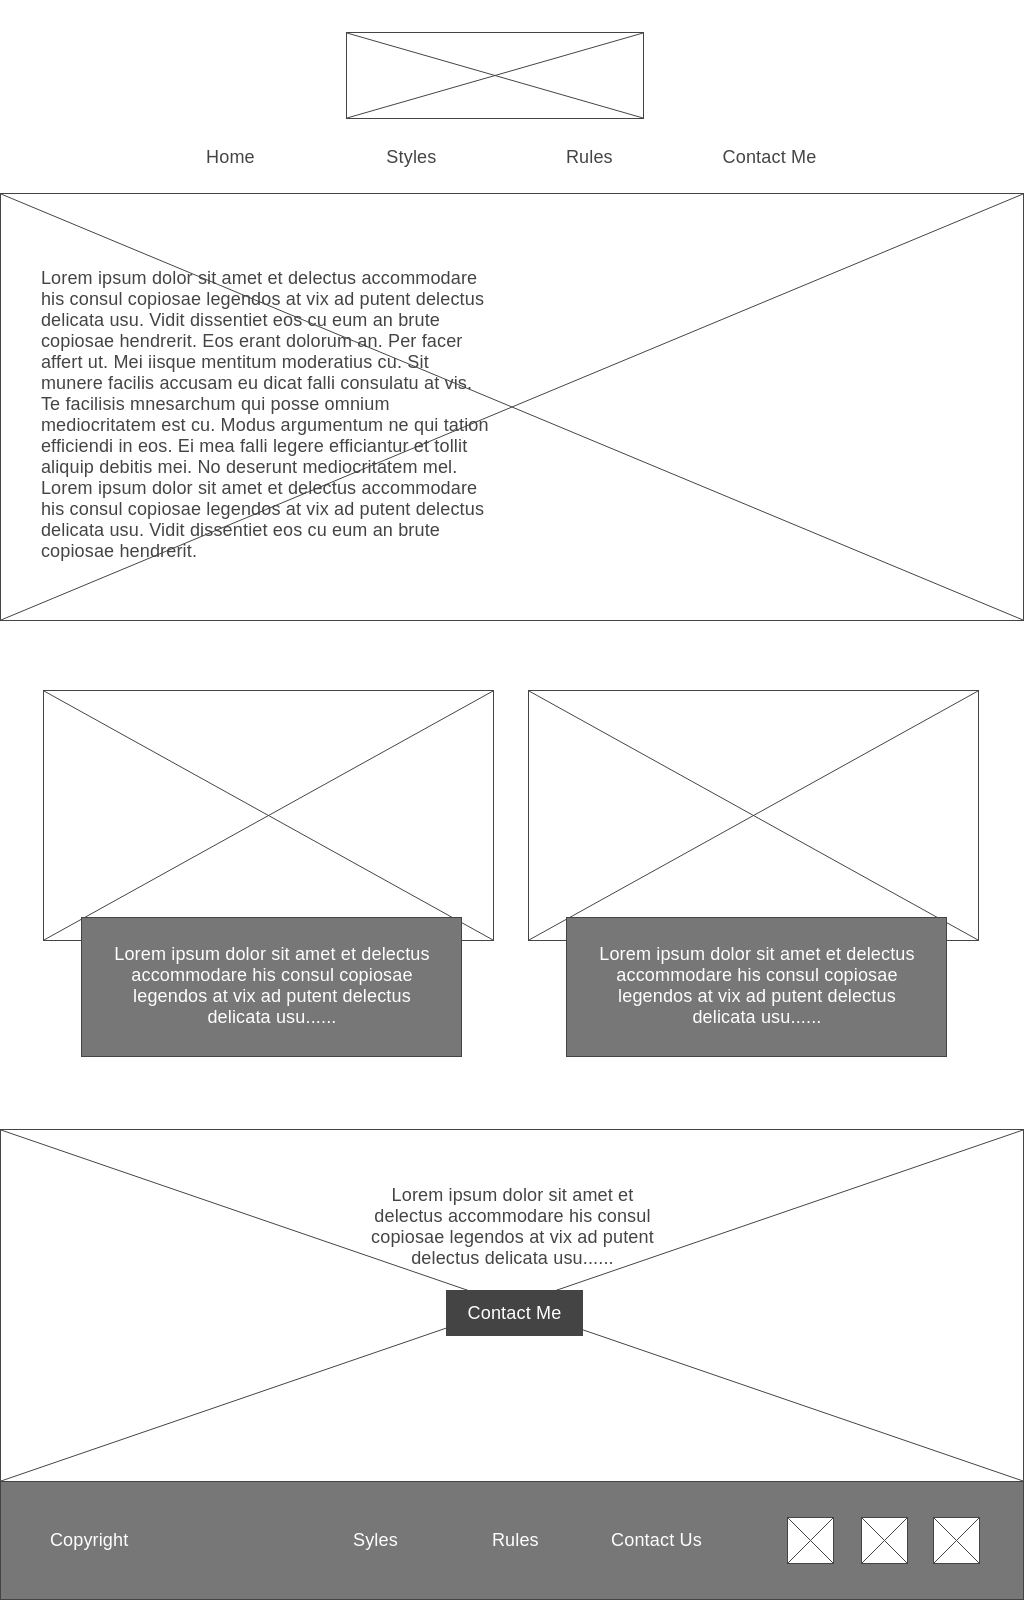 Home Styles Rules Contact Me
Lorem ipsum dolor sit amet et delectus accommodare
his consul copiosae legendos at vix ad putent delectus
delicata usu. Vidit dissentiet eos cu eum an brute
copiosae hendrerit. Eos erant dolorum an. Per facer
affert ut. Mei iisque mentitum moderatius cu. Sit
munere facilis accusam eu dicat falli consulatu at vis.
Te facilisis mnesarchum qui posse omnium
mediocritatem est cu. Modus argumentum ne qui tation
efficiendi in eos. Ei mea falli legere efficiantur et tollit
aliquip debitis mei. No deserunt mediocritatem mel.
Lorem ipsum dolor sit amet et delectus accommodare
his consul copiosae legendos at vix ad putent delectus
delicata usu. Vidit dissentiet eos cu eum an brute
copiosae hendrerit.
Lorem ipsum dolor sit amet et delectus
accommodare his consul copiosae
legendos at vix ad putent delectus
delicata usu......
Lorem ipsum dolor sit amet et delectus
accommodare his consul copiosae
legendos at vix ad putent delectus
delicata usu......
Lorem ipsum dolor sit amet et
delectus accommodare his consul
copiosae legendos at vix ad putent
delectus delicata usu......
Contact Me
Copyright Syles Rules Contact Us